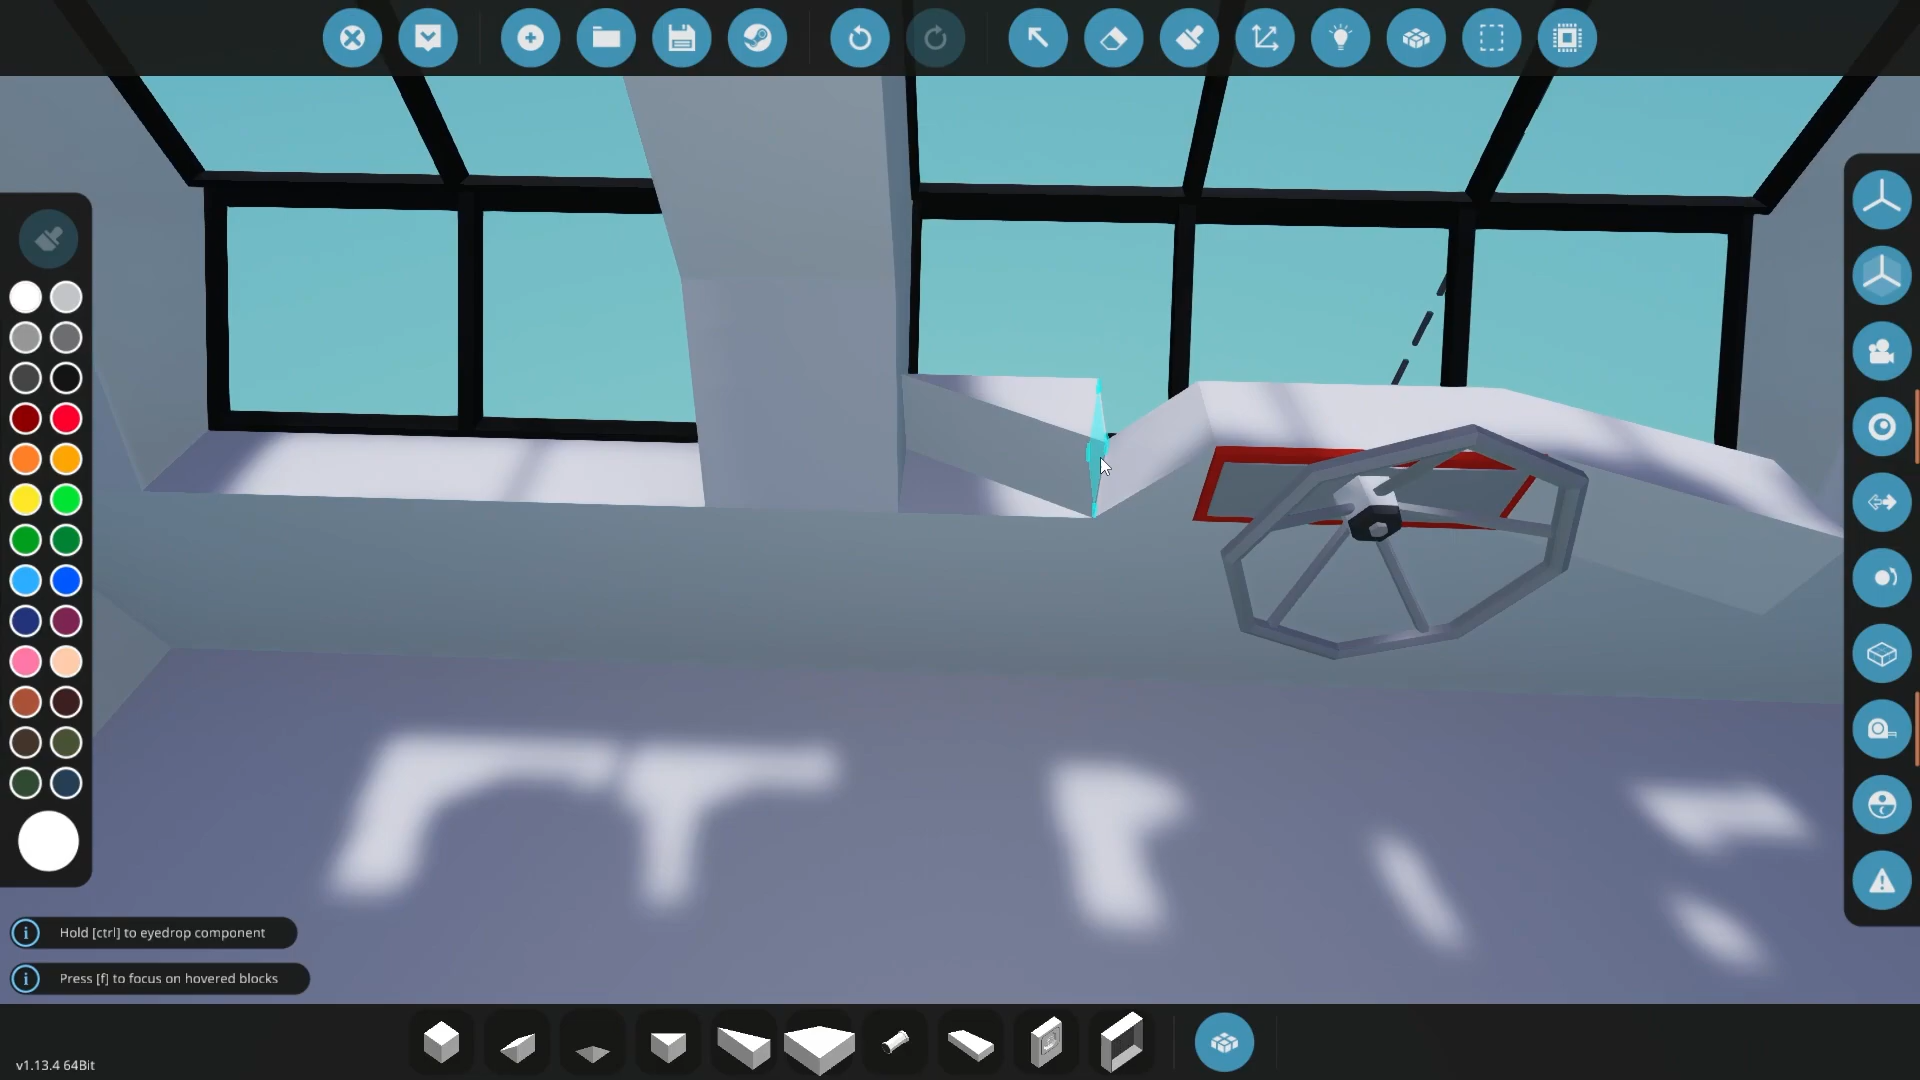 Hold [ctrl] to eyedrop component
Press [f] to focus on hovered blocks
v1.13.4 64Bit